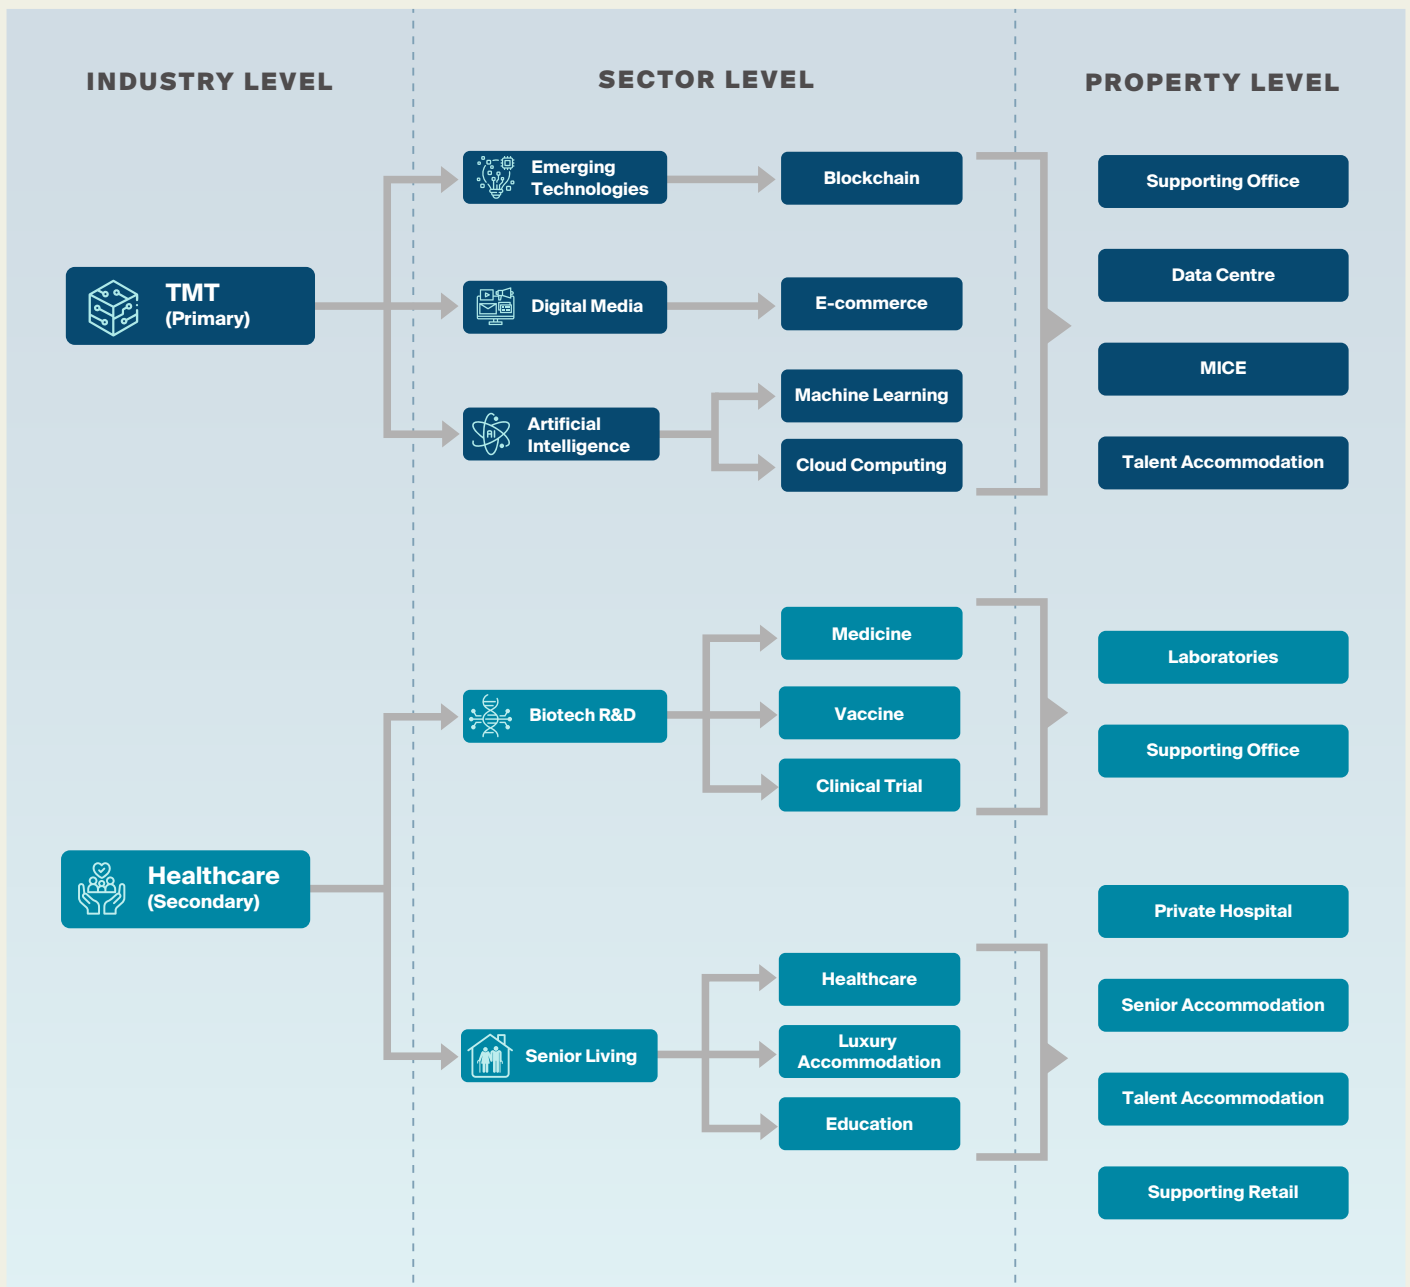 INDUSTRY LEVEL
SECTOR LEVEL
PROPERTY LEVEL
TMT
(Primary)
Emerging
Technologies
Digital Media
AI
Artificial
Intelligence
Blockchain
E-commerce
Machine Learning
Cloud Computing
Supporting Office
Data Centre
MICE
Talent Accommodation
Healthcare
(Secondary)
Biotech R&D
Medicine
Vaccine
Clinical Trial
Laboratories
Supporting Office
Senior Living
Healthcare
Luxury
Accommodation
Education
Private Hospital
Senior Accommodation
Talent Accommodation
Supporting Retail